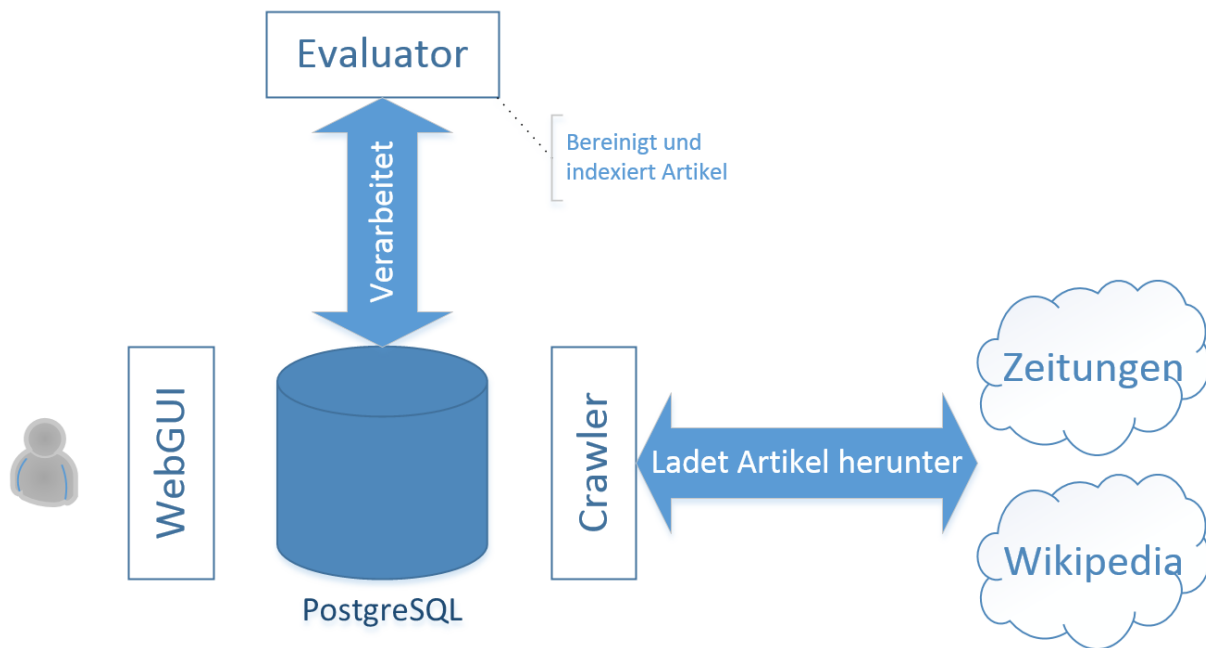 Evaluator
Bereinigt und
indexiert Artikel
Verarbeitet
WebGUI
PostgreSQL
Crawler
Ladet Artikel herunter
Zeitungen
Wikipedia